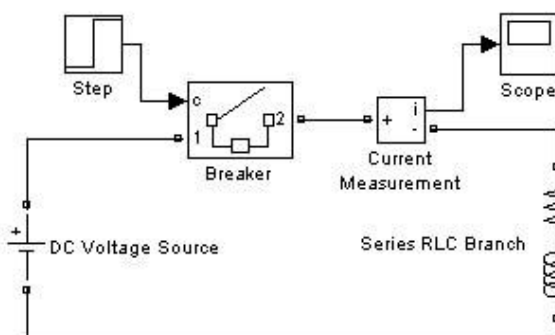 Step
c
1
2
Breaker
+
i
-
Current
Measurement
Scope
+
DC Voltage Source
Series RLC Branch